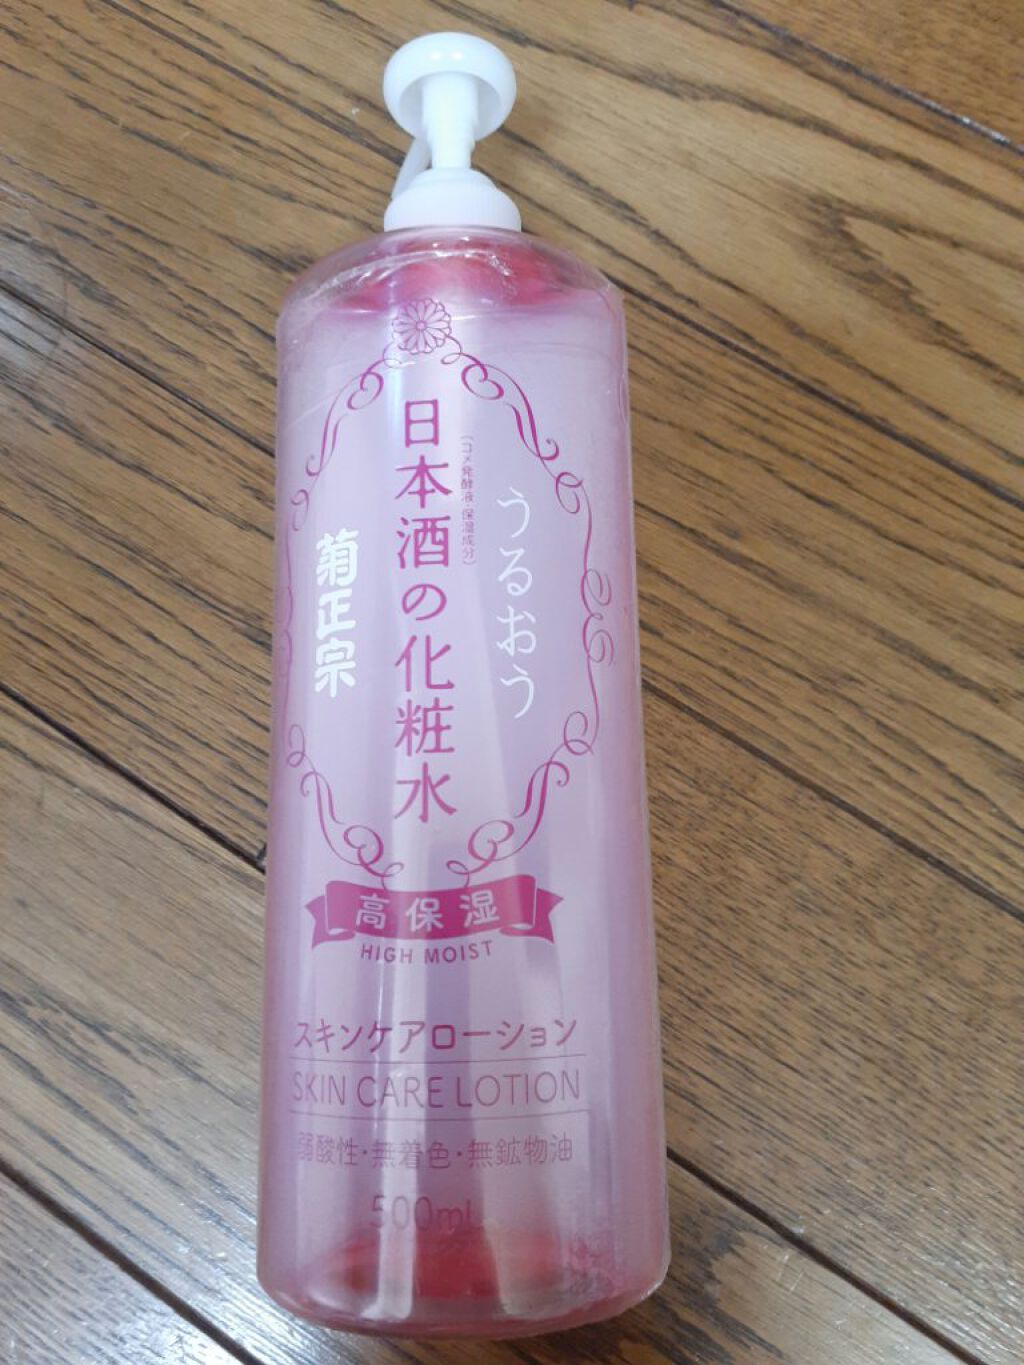 うるおう
日本酒の化粧水
(コメ発酵液・保湿成分)
菊正宗
高保湿
HIGH MOIST
スキンケアローション
SKIN CARE LOTION
弱酸性・無着色・無鉱物油
500mL